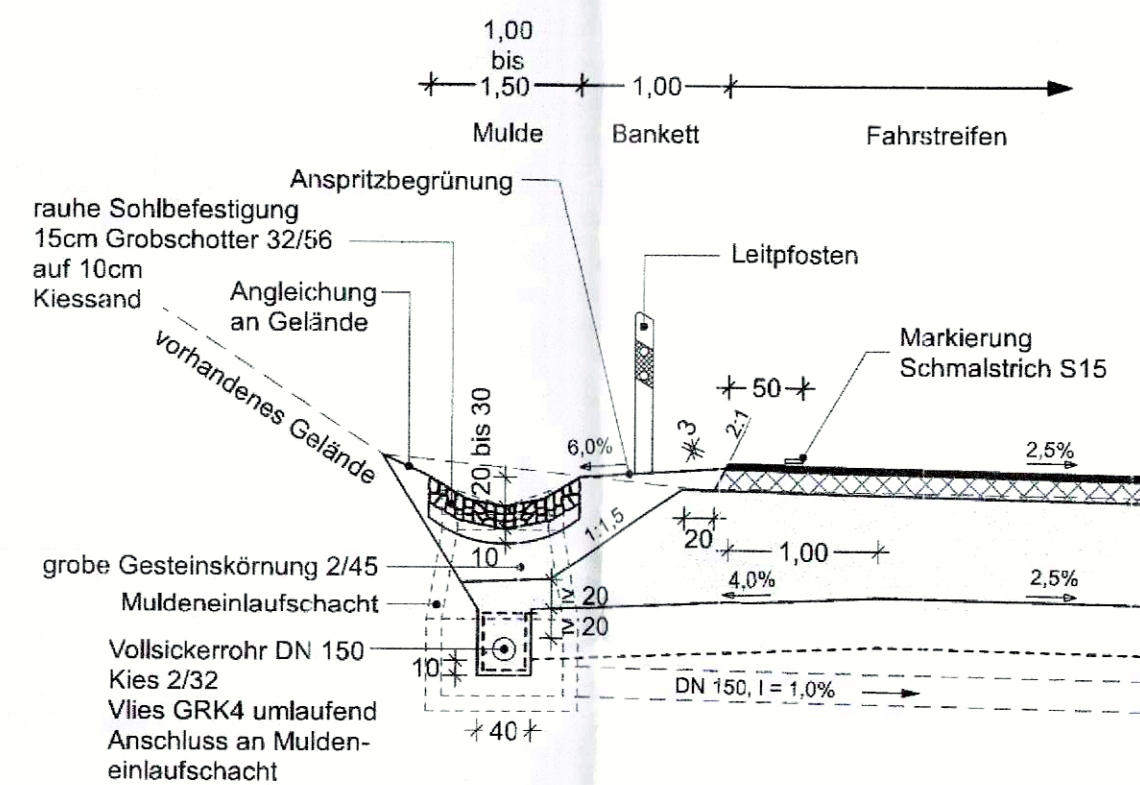 1,00
bis
1,50
1,00
Mulde
Bankett
Fahrstreifen
Anspritzbegrünung
rauhe Sohlbefestigung
15cm Grobschotter 32/56
auf 10cm
Kiessand
Angleichung
an Gelände
vorhandenes Gelände
Leitpfosten
Markierung
Schmalstrich S15
50
20 bis 30
6,0%
3
2:1
2,5%
10
1:1,5
20
1,00
grobe Gesteinskörnung 2/45
≥ 20
4,0%
2,5%
Muldeneinlaufschacht
≥ 20
Vollsickerrohr DN 150
Kies 2/32
Vlies GRK4 umlaufend
Anschluss an Mulden-
einlaufschacht
10
DN 150, I = 1,0%
40